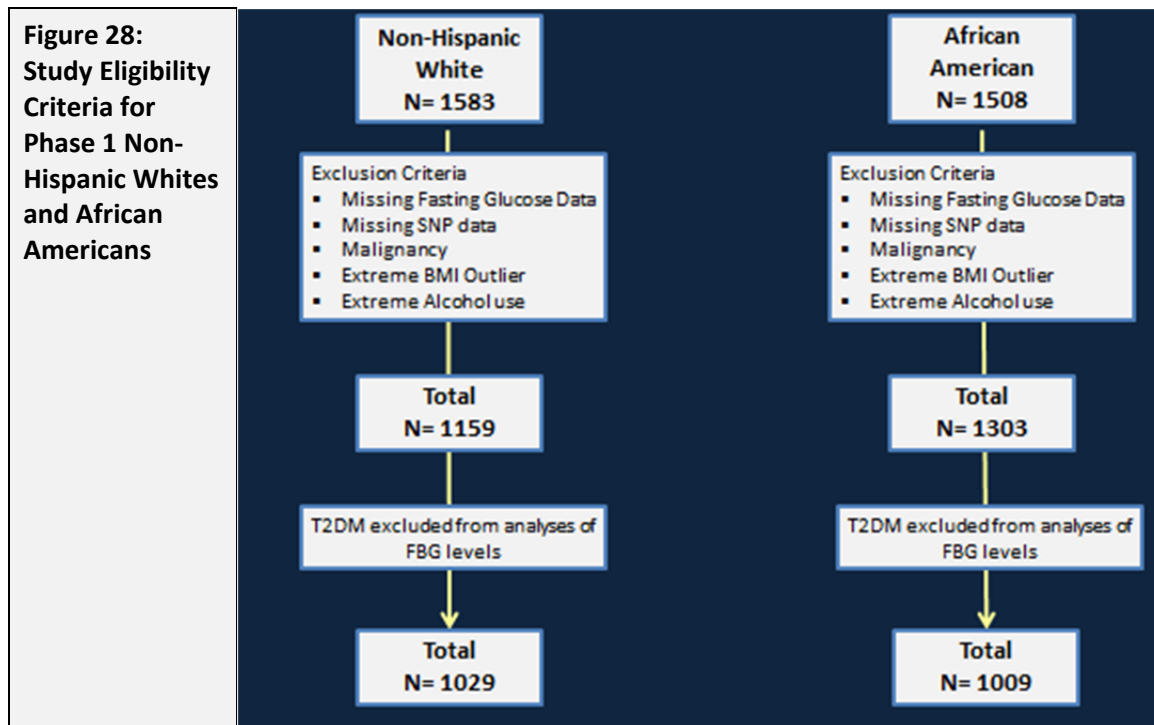 Figure 28:
Study Eligibility
Criteria for
Phase 1 Non-
Hispanic Whites
and African
Americans
Non-Hispanic
White
N= 1583
Exclusion Criteria
▪ Missing Fasting Glucose Data
▪ Missing SNP data
▪ Malignancy
▪ Extreme BMI Outlier
▪ Extreme Alcohol use
Total
N= 1159
T2DM excluded from analyses of
FBG levels
Total
N= 1029
African
American
N= 1508
Exclusion Criteria
▪ Missing Fasting Glucose Data
▪ Missing SNP data
▪ Malignancy
▪ Extreme BMI Outlier
▪ Extreme Alcohol use
Total
N= 1303
T2DM excluded from analyses of
FBG levels
Total
N= 1009